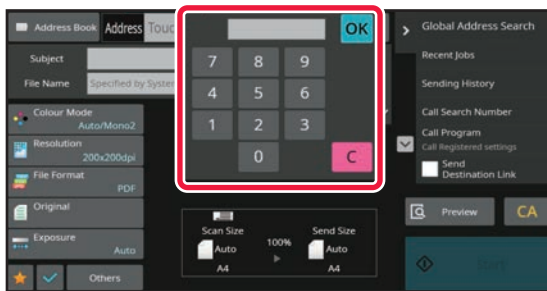 Address Book
Address
Touc
OK
Global Address Search
Subject
Recent Jobs
7 8 9
File Name
Specified by System
Sending History
4 5 6
Colour Mode
Auto/Mono2
Call Search Number
1 2 3
Call Program
Call Registered settings
Resolution
200x200dpi
0 C
Send
Destination Link
File Format
PDF
Original
Preview
CA
Scan Size
Send Size
Exposure
Auto
Auto
100%
Auto
A4
A4
Start
Others